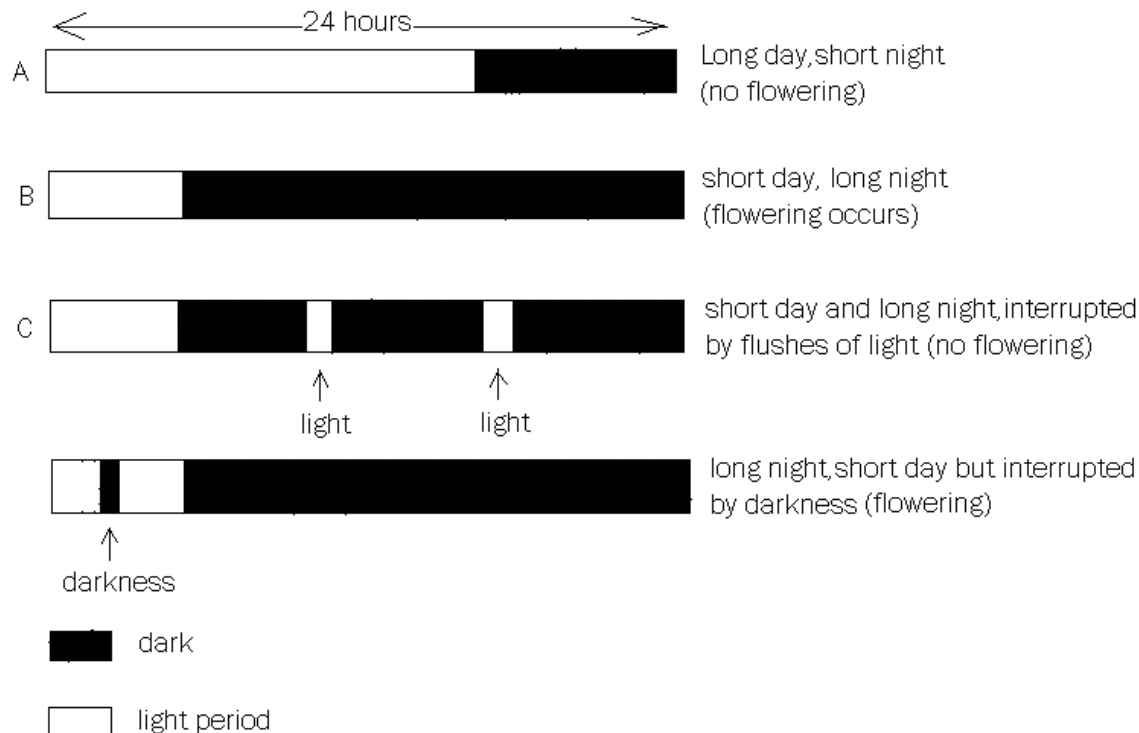 24 hours
A
Long day,short night
(no flowering)
B
short day, long night
(flowering occurs)
C
short day and long night,interrupted
by flushes of light (no flowering)
light
light
long night,short day but interrupted
by darkness (flowering)
darkness
dark
light period